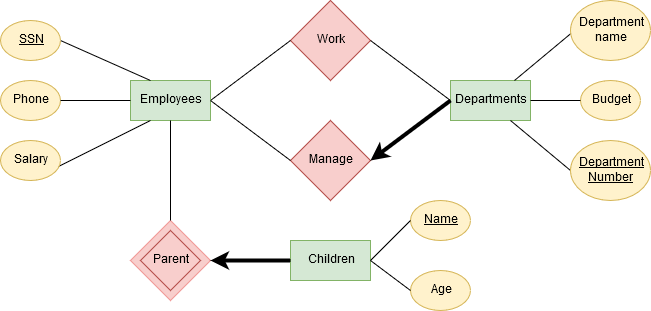 SSN
Work
Department
name
Phone
Employees
Departments
Budget
Salary
Manage
Department
Number
Name
Parent
Children
Age